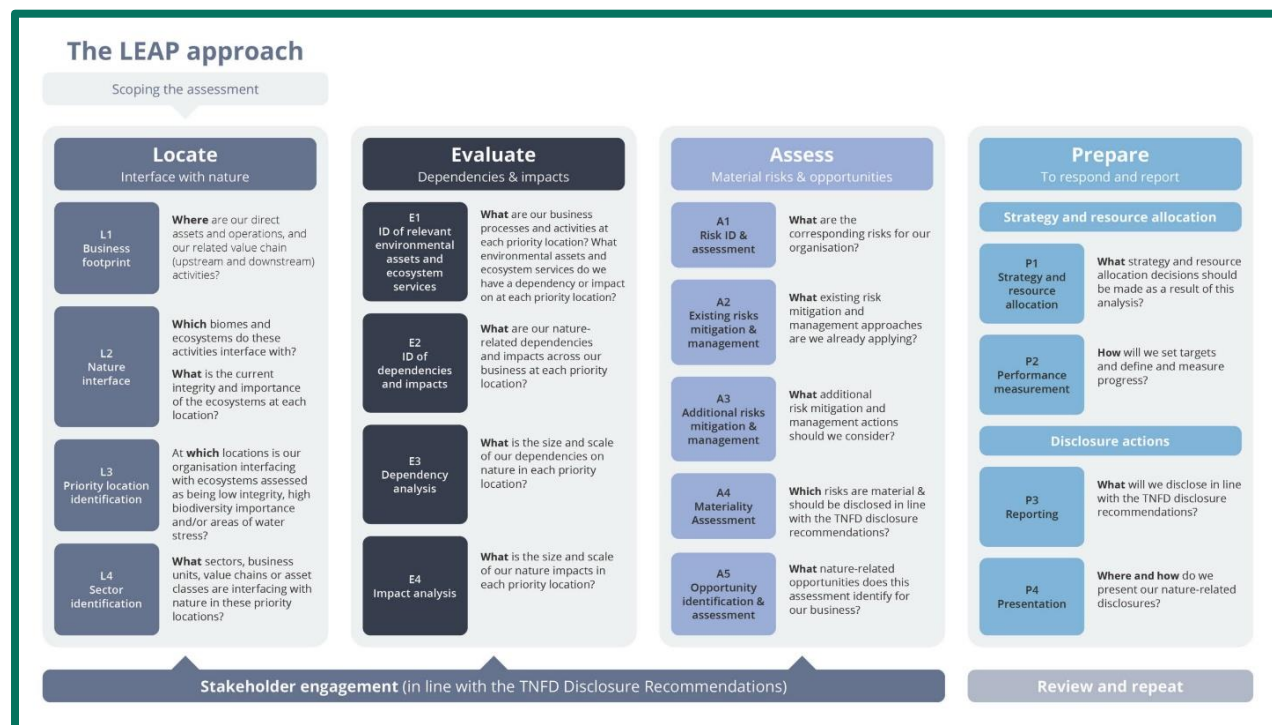 The LEAP approach
Scoping the assessment
Locate
Interface with nature
L1
Business
footprint
Where are our direct
assets and operations, and
our related value chain
(upstream and downstream)
activities?
L2
Nature
interface
Which biomes and
ecosystems do these
activities interface with?
What is the current
integrity and importance
of the ecosystems at each
location?
L3
Priority location
identification
At which locations is our
organisation interfacing
with ecosystems assessed
as being low integrity, high
biodiversity importance
and/or areas of water
stress?
L4
Sector
identification
What sectors, business
units, value chains or asset
classes are interfacing with
nature in these priority
locations?
Evaluate
Dependencies & impacts
E1
ID of relevant
environmental
assets and
ecosystem
services
What are our business
processes and activities at
each priority location? What
environmental assets and
ecosystem services do we
have a dependency or impact
on at each priority location?
E2
ID of
dependencies
and impacts
What are our nature-
related dependencies
and impacts across our
business at each priority
location?
E3
Dependency
analysis
What is the size and scale
of our dependencies on
nature in each priority
location?
E4
Impact analysis
What is the size and scale
of our nature impacts in
each priority location?
Assess
Material risks & opportunities
A1
Risk ID &
assessment
What are the
corresponding risks for our
organisation?
A2
Existing risks
mitigation &
management
What existing risk
mitigation and
management approaches
are we already applying?
A3
Additional risks
mitigation &
management
What additional
risk mitigation and
management actions
should we consider?
A4
Materiality
Assessment
Which risks are material &
should be disclosed in line
with the TNFD disclosure
recommendations?
A5
Opportunity
identification &
assessment
What nature-related
opportunities does this
assessment identify for
our business?
Prepare
To respond and report
Strategy and resource allocation
P1
Strategy and
resource
allocation
What strategy and resource
allocation decisions should
be made as a result of this
analysis?
P2
Performance
measurement
How will we set targets
and define and measure
progress?
Disclosure actions
P3
Reporting
What will we disclose in line
with the TNFD disclosure
recommendations?
P4
Presentation
Where and how do we
present our nature-related
disclosures?
Stakeholder engagement (in line with the TNFD Disclosure Recommendations)
Review and repeat